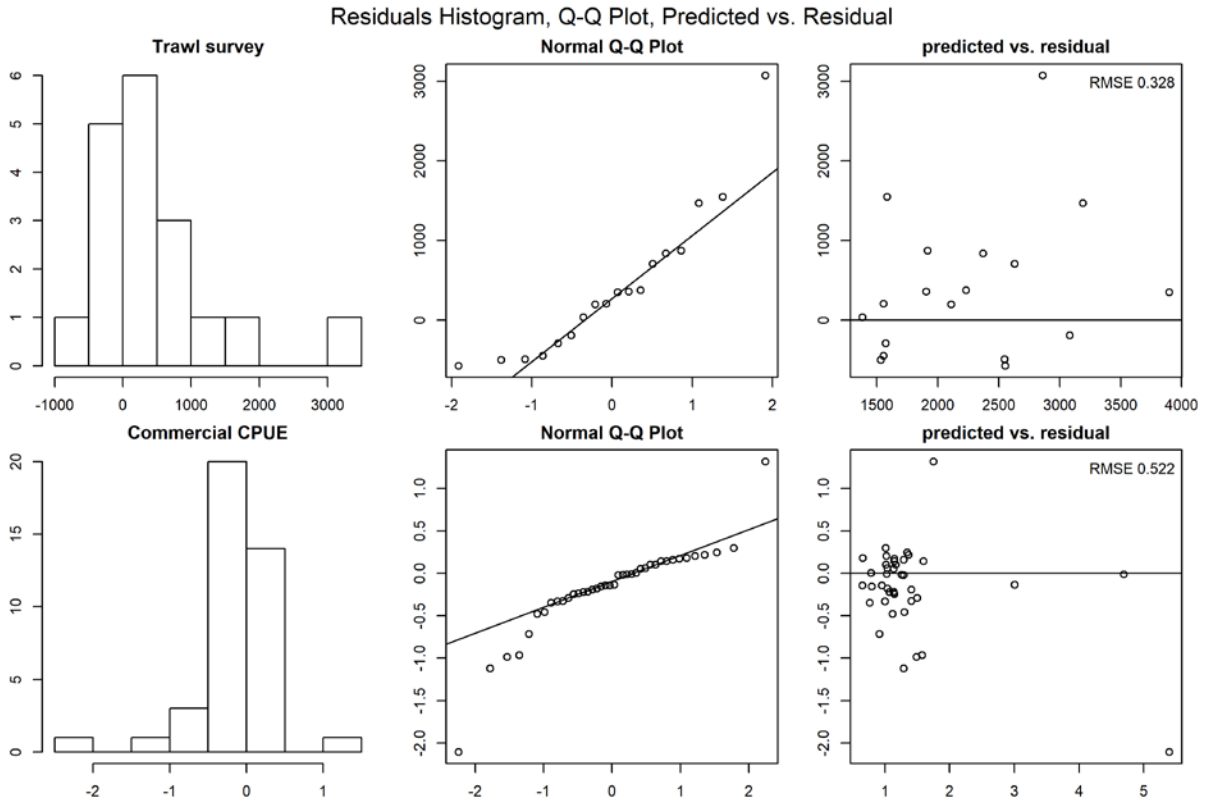 Residuals Histogram, Q-Q Plot, Predicted vs. Residual
Trawl survey
Normal Q-Q Plot
predicted vs. residual
6
5
4
3
2
1
0
-1000 0 1000 2000 3000
3000
2000
1000
0
-2 -1 0 1 2
RMSE 0.328
3000
2000
1000
0
1500 2000 2500 3000 3500 4000
Commercial CPUE
Normal Q-Q Plot
predicted vs. residual
20
15
10
5
0
-2 -1 0 1
1.0
0.5
0.0
-0.5
-1.0
-1.5
-2.0
-2 -1 0 1 2
RMSE 0.522
1.0
0.5
0.0
-0.5
-1.0
-1.5
-2.0
1 2 3 4 5